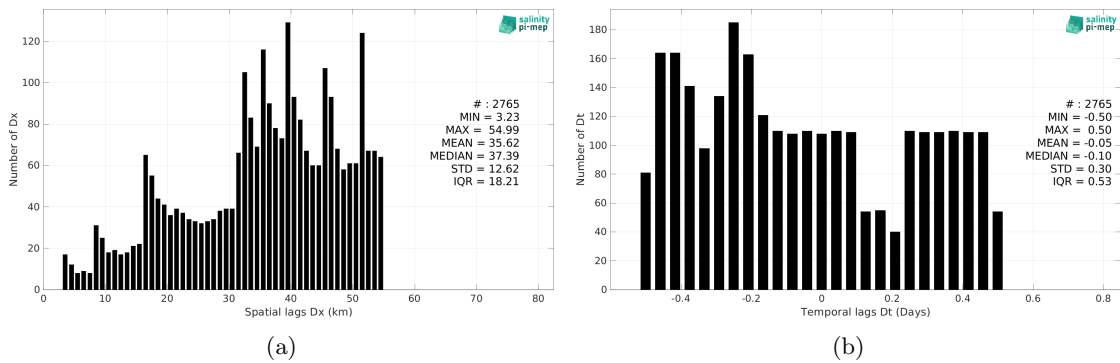 salinity
pi-mep
120
100
80
60
40
20
0
Number of Dx
# : 2765
MIN = 3.23
MAX = 54.99
MEAN = 35.62
MEDIAN = 37.39
STD = 12.62
IQR = 18.21
0 10 20 30 40 50 60 70 80
Spatial lags Dx (km)
(a)
salinity
pi-mep
180
160
140
120
100
80
60
40
20
0
Number of Dt
# : 2765
MIN = -0.50
MAX = 0.50
MEAN = -0.05
MEDIAN = -0.10
STD = 0.30
IQR = 0.53
-0.4 -0.2 0 0.2 0.4 0.6 0.8
Temporal lags Dt (Days)
(b)